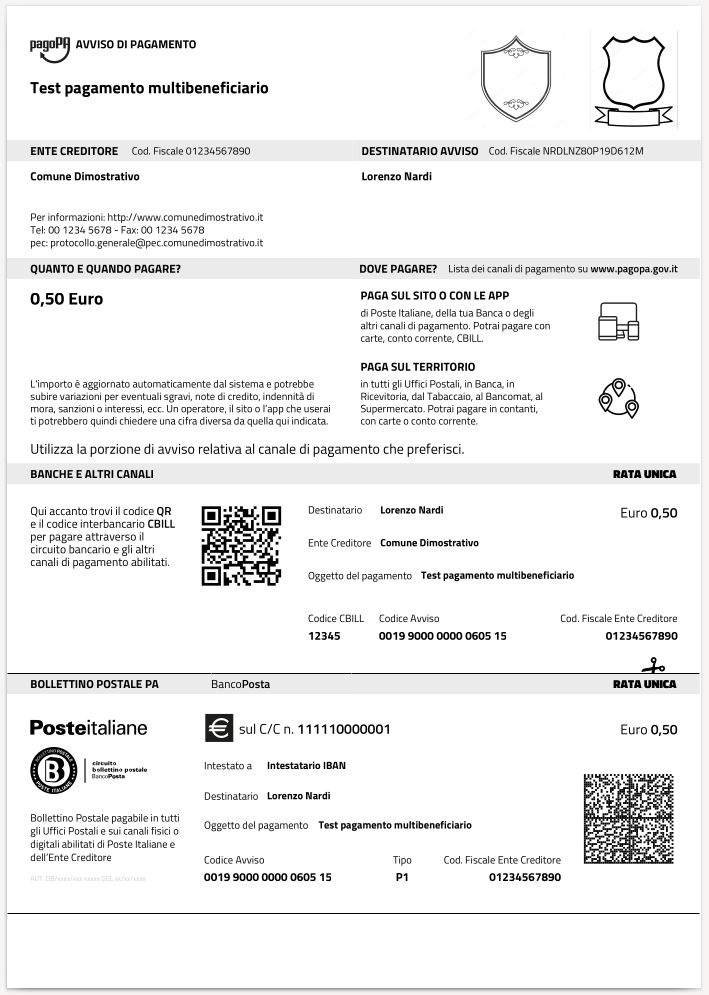 pagoPA AVVISO DI PAGAMENTO
Test pagamento multibeneficiario
ENTE CREDITORE Cod. Fiscale 01234567890
DESTINATARIO AVVISO Cod. Fiscale NRDLNZ80P19D612M
Comune Dimostrativo
Lorenzo Nardi
Per informazioni: http://www.comunedimostrativo.it
Tel: 00 1234 5678 - Fax: 00 1234 5678
pec: protocollo.generale@pec.comunedimostrativo.it
QUANTO E QUANDO PAGARE?
DOVE PAGARE? Lista dei canali di pagamento su www.pagopa.gov.it
0,50 Euro
L'importo è aggiornato automaticamente dal sistema e potrebbe
subire variazioni per eventuali sgravi, note di credito, indennità di
mora, sanzioni o interessi, ecc. Un operatore, il sito o l'app che userai
ti potrebbero quindi chiedere una cifra diversa da quella qui indicata.
PAGA SUL SITO O CON LE APP
di Poste Italiane, della tua Banca o degli
altri canali di pagamento. Potrai pagare con
carte, conto corrente, CBILL.
PAGA SUL TERRITORIO
in tutti gli Uffici Postali, in Banca, in
Ricevitoria, dal Tabaccaio, al Bancomat, al
Supermercato. Potrai pagare in contanti,
con carte o conto corrente.
Utilizza la porzione di avviso relativa al canale di pagamento che preferisci.
BANCHE E ALTRI CANALI
RATA UNICA
Qui accanto trovi il codice QR
e il codice interbancario CBILL
per pagare attraverso il
circuito bancario e gli altri
canali di pagamento abilitati.
Destinatario Lorenzo Nardi
Euro 0,50
Ente Creditore Comune Dimostrativo
Oggetto del pagamento Test pagamento multibeneficiario
Codice CBILL Codice Avviso Cod. Fiscale Ente Creditore
12345 0019 9000 0000 0605 15 01234567890
BOLLETTINO POSTALE PA BancoPosta RATA UNICA
Posteitaliane
BOLLETTINO POSTALE
B
POSTE ITALIANE
circuito
bollettino postale
BancoPosta
Bollettino Postale pagabile in tutti
gli Uffici Postali e sui canali fisici o
digitali abilitati di Poste Italiane e
dell'Ente Creditore
AUT. DB/xxxx/xxx xxxxx DEL xx/xx/xxxx
€ sul C/C n. 111110000001
Euro 0,50
Intestato a Intestatario IBAN
Destinatario Lorenzo Nardi
Oggetto del pagamento Test pagamento multibeneficiario
Codice Avviso Tipo Cod. Fiscale Ente Creditore
0019 9000 0000 0605 15 P1 01234567890